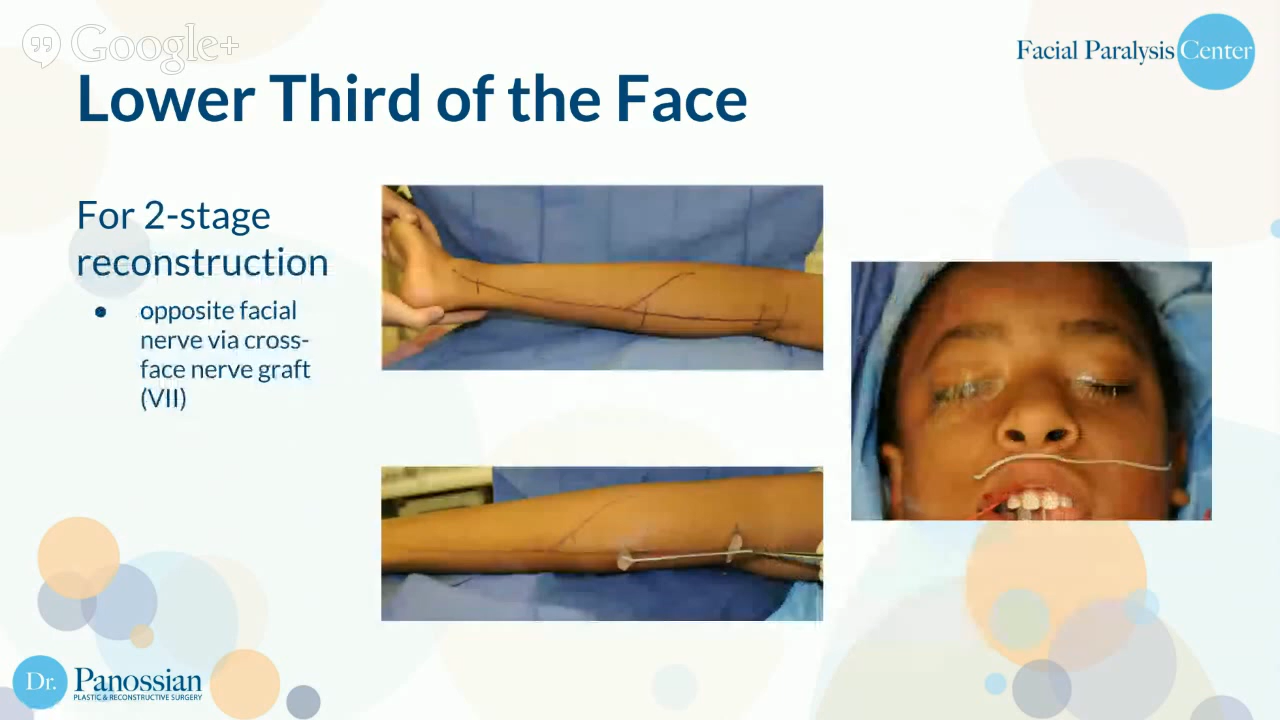 Google+
Facial Paralysis Center
Lower Third of the Face
For 2-stage
reconstruction
● opposite facial
nerve via cross-
face nerve graft
(VII)
Dr. Panossian
PLASTIC & RECONSTRUCTIVE SURGERY